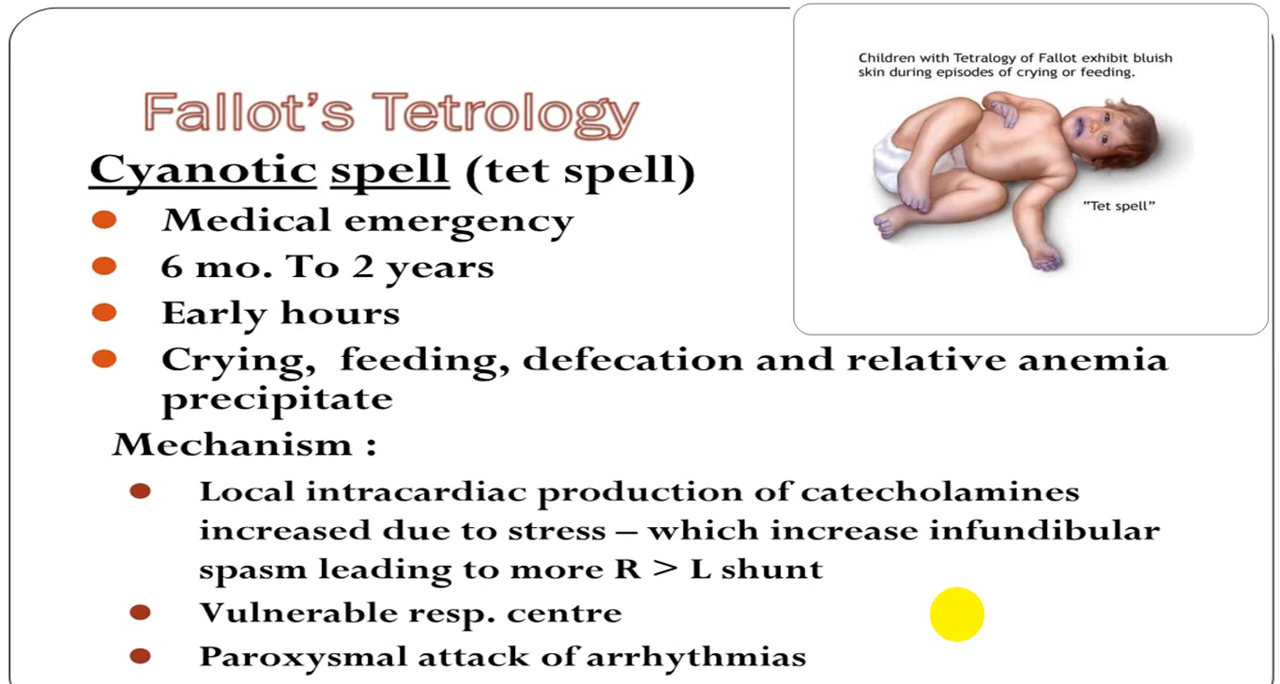 Children with Tetralogy of Fallot exhibit bluish
skin during episodes of crying or feeding.
Fallot's Tetrology
Cyanotic spell (tet spell)
"Tet spell"
Medical emergency
6 mo. To 2 years
Early hours
Crying, feeding, defecation and relative anemia
precipitate
Mechanism :
Local intracardiac production of catecholamines
increased due to stress – which increase infundibular
spasm leading to more R > L shunt
Vulnerable resp. centre
Paroxysmal attack of arrhythmias